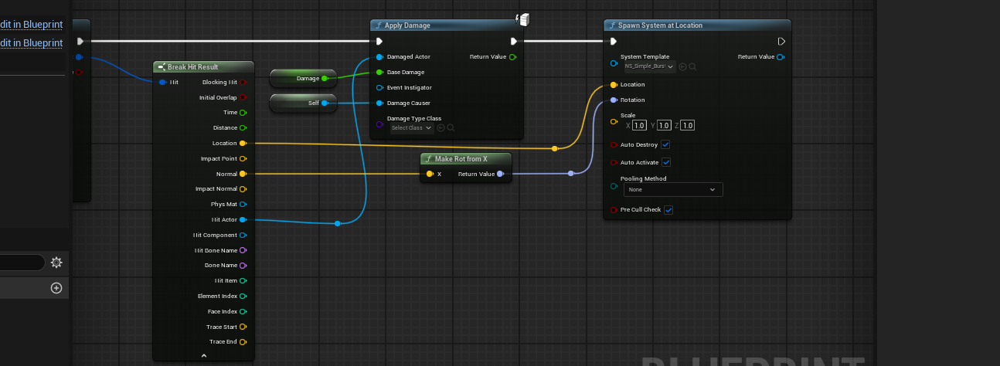 dit in Blueprint
dit in Blueprint
Break Hit Result
Hit
Blocking Hit
Initial Overlap
Time
Distance
Location
Impact Point
Normal
Impact Normal
Phys Mat
Hit Actor
Hit Component
Hit Bone Name
Bone Name
Hit Item
Element Index
Face Index
Trace Start
Trace End
Damage
Self
Apply Damage
Damaged Actor
Return Value
Base Damage
Event Instigator
Damage Causer
Damage Type Class
Select Class
Make Rot from X
X
Return Value
Spawn System at Location
System Template
Return Value
NS_Simple_Burst
Location
Rotation
Scale
X 1.0 Y 1.0 Z 1.0
Auto Destroy
Auto Activate
Pooling Method
None
Pre Cull Check
BLUEPRINT